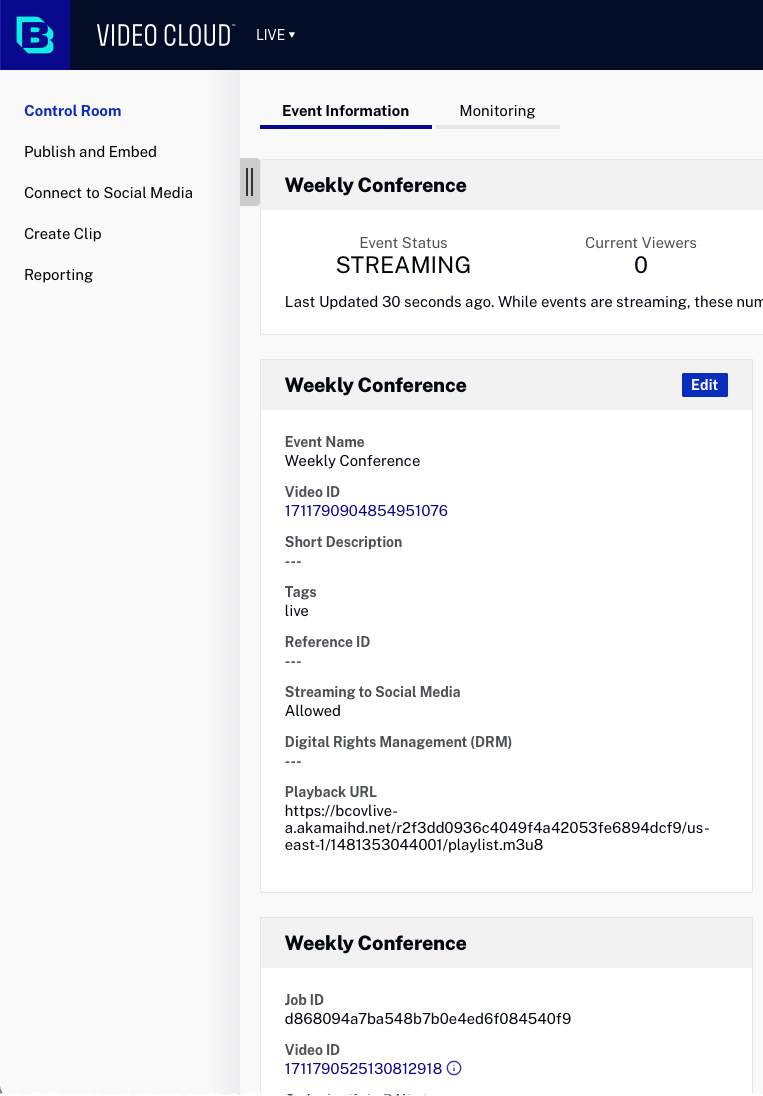 VIDEO CLOUD™ LIVE ▾
Control Room
Publish and Embed
Connect to Social Media
Create Clip
Reporting
Event Information Monitoring
Weekly Conference
Event Status Current Viewers
STREAMING 0
Last Updated 30 seconds ago. While events are streaming, these num
Weekly Conference Edit
Event Name
Weekly Conference
Video ID
1711790904854951076
Short Description
---
Tags
live
Reference ID
---
Streaming to Social Media
Allowed
Digital Rights Management (DRM)
---
Playback URL
https://bcovlive-
a.akamaihd.net/r2f3dd0936c4049f4a42053fe6894dcf9/us-
east-1/1481353044001/playlist.m3u8
Weekly Conference
Job ID
d868094a7ba548b7b0e4ed6f084540f9
Video ID
1711790525130812918